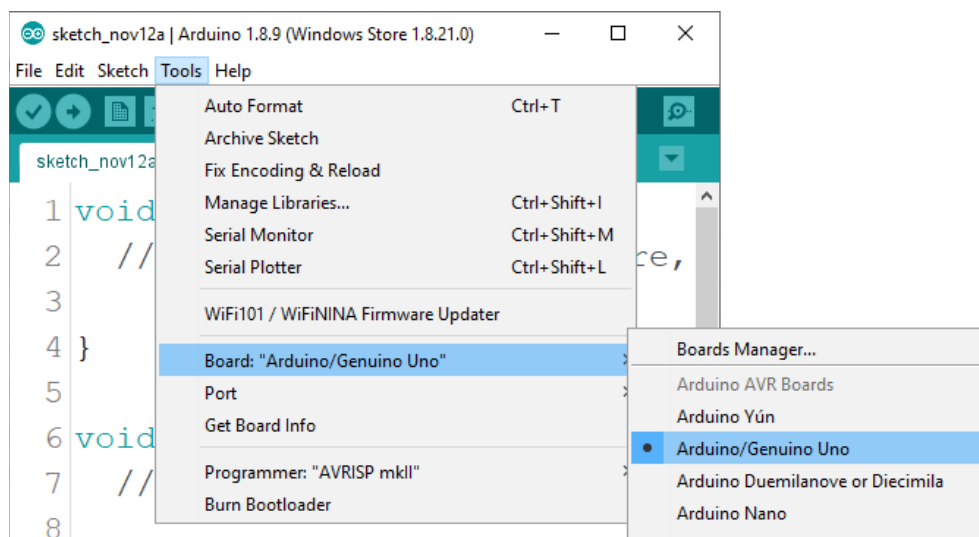 sketch_nov12a | Arduino 1.8.9 (Windows Store 1.8.21.0)
File Edit Sketch Tools Help
sketch_nov12a
Auto Format Ctrl+T
Archive Sketch
Fix Encoding & Reload
Manage Libraries... Ctrl+Shift+I
Serial Monitor Ctrl+Shift+M
Serial Plotter Ctrl+Shift+L
WiFi101 / WiFiNINA Firmware Updater
Board: "Arduino/Genuino Uno"
Port
Get Board Info
Programmer: "AVRISP mkII"
Burn Bootloader
Boards Manager...
Arduino AVR Boards
Arduino Yún
Arduino/Genuino Uno
Arduino Duemilanove or Diecimila
Arduino Nano
1 void
2 // re,
3
4 }
5
6 void
7 //
8